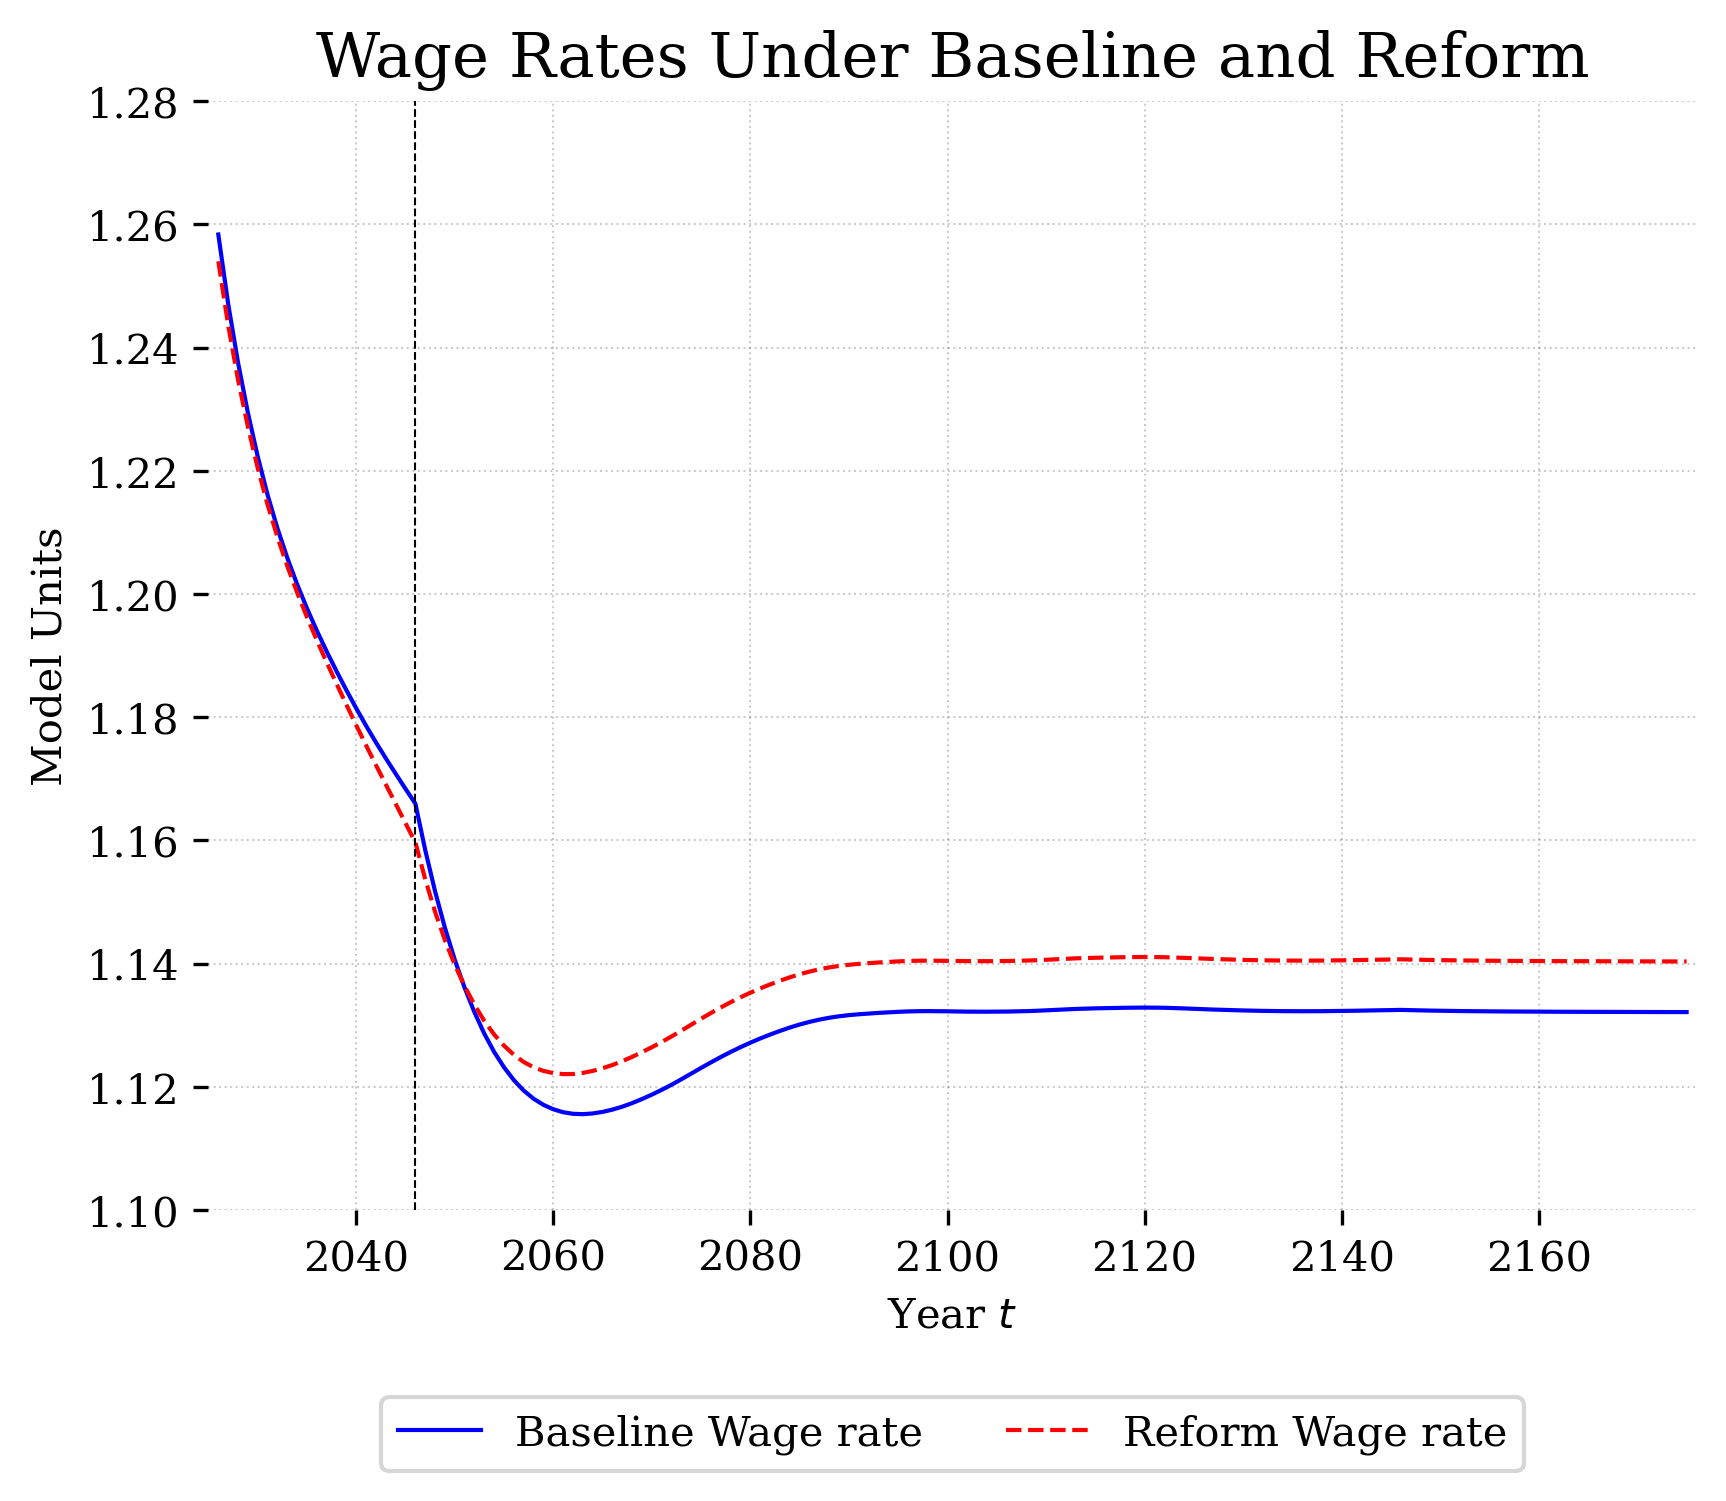 Wage Rates Under Baseline and Reform
1.28
1.26
1.24
1.22
1.20
1.18
1.16
1.14
1.12
1.10
Model Units
2040 2060 2080 2100 2120 2140 2160
Year t
Baseline Wage rate Reform Wage rate